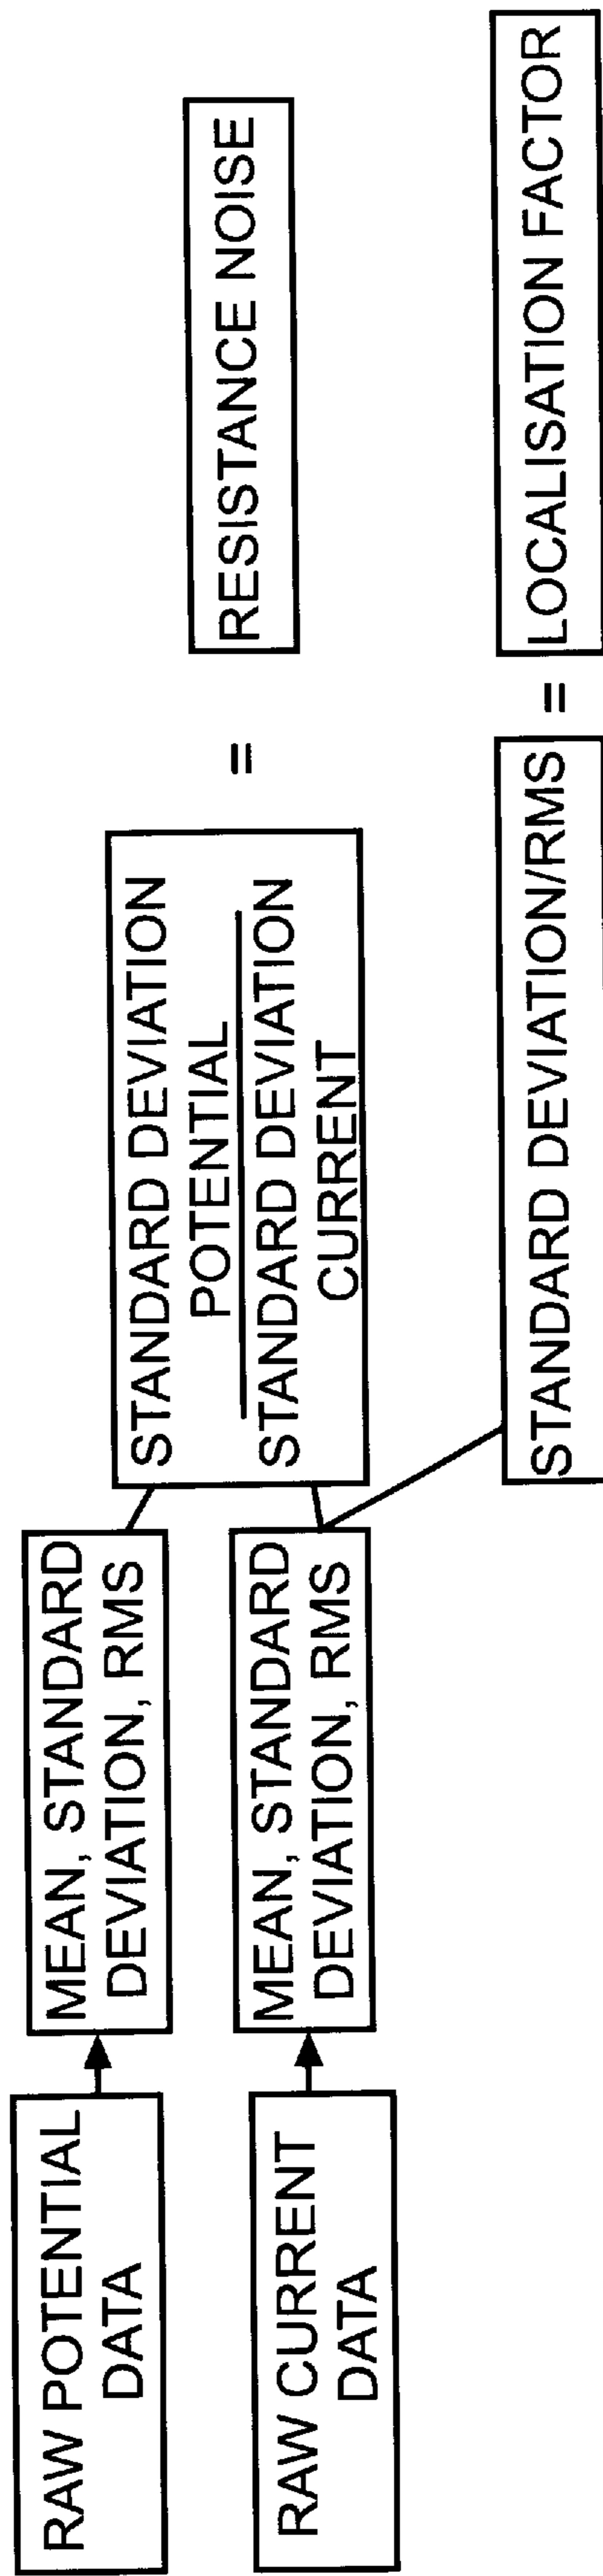 RAW POTENTIAL
DATA
MEAN, STANDARD
DEVIATION, RMS
STANDARD DEVIATION
POTENTIAL
STANDARD DEVIATION
CURRENT
=
RESISTANCE NOISE
RAW CURRENT
DATA
MEAN, STANDARD
DEVIATION, RMS
STANDARD DEVIATION/RMS
=
LOCALISATION FACTOR